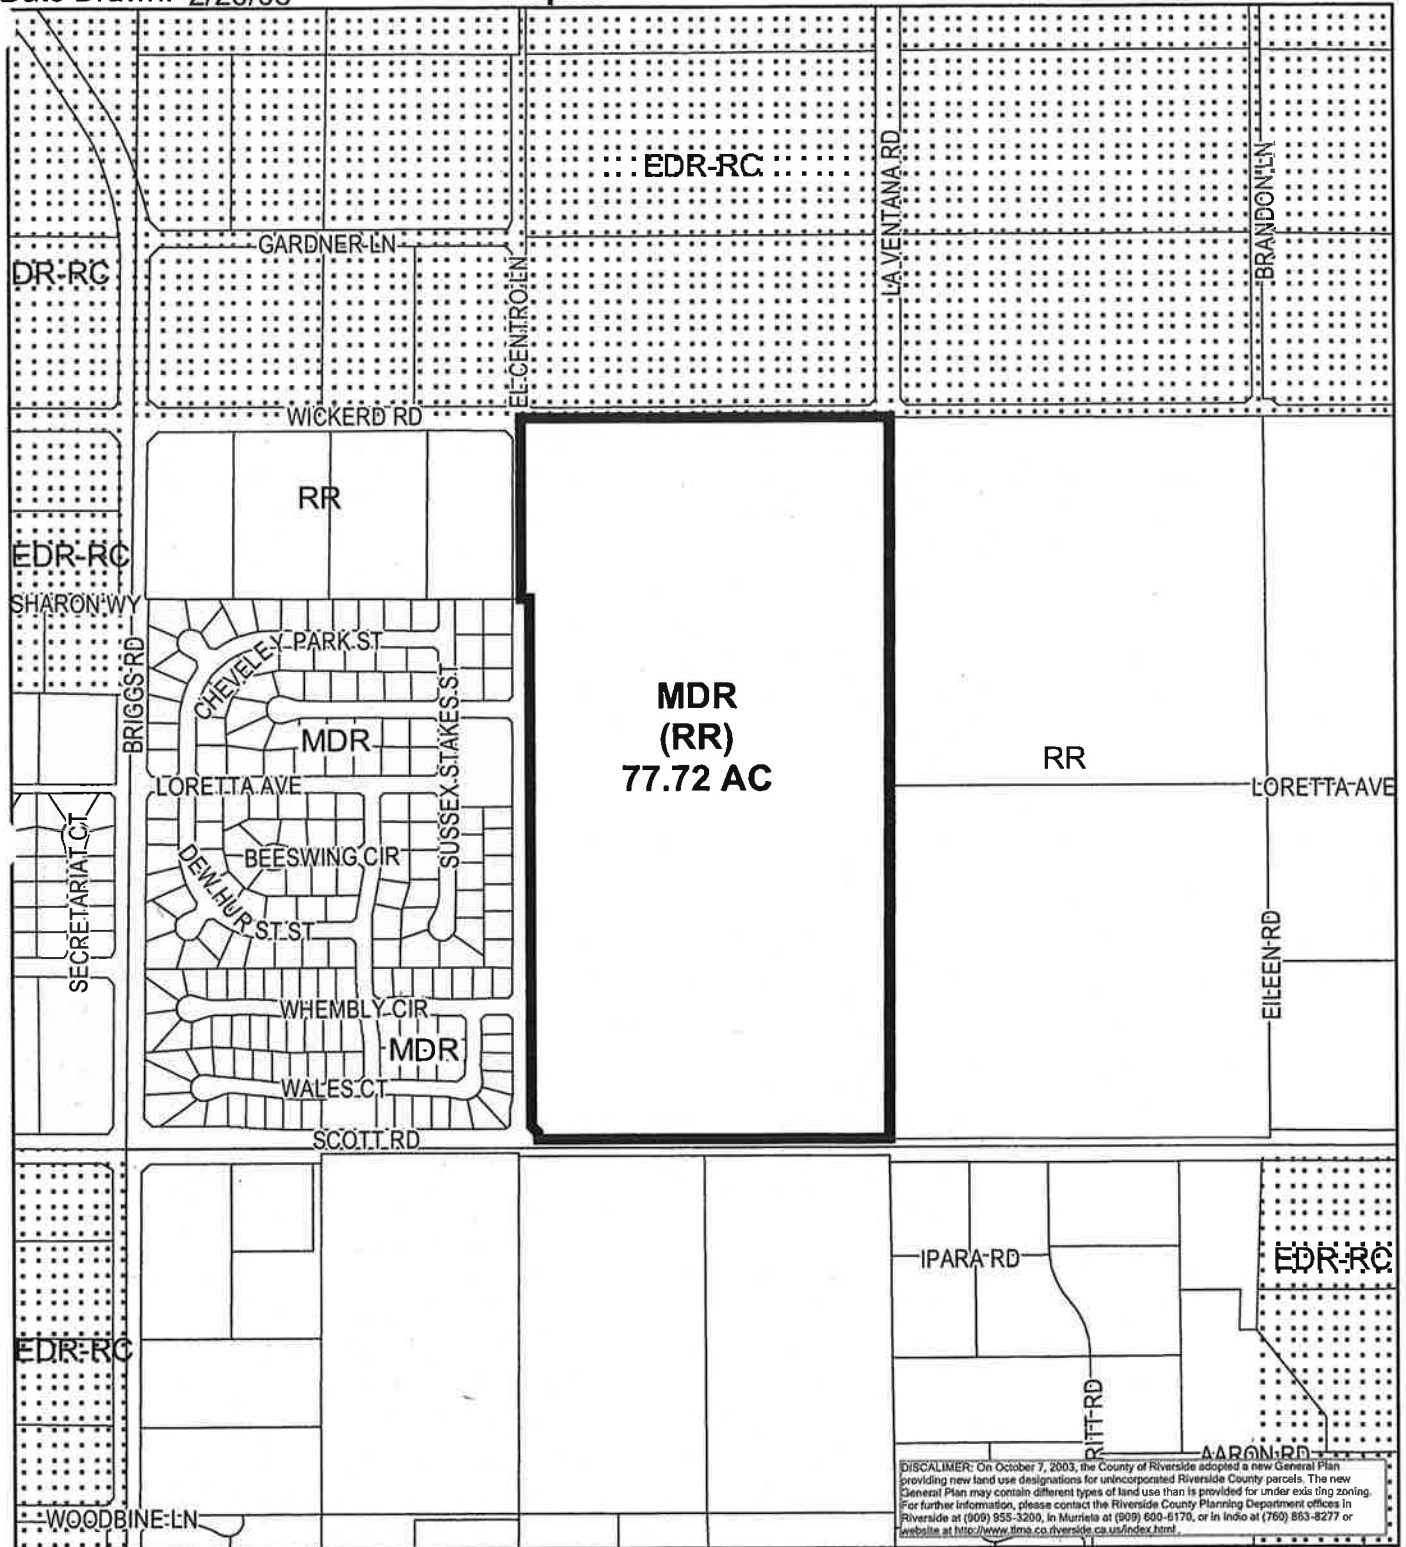 EDR-RC
LA VENTANA RD
BRANDON LN
GARDNER LN
DR-RC
EL CENTRO LN
WICKERD RD
RR
EDR-RC
SHARON WY
BRIGGS RD
CHEVELEY PARK ST
SUSSEX STAKES ST
MDR
MDR
(RR)
77.72 AC
RR
LORETTA AVE
LORETTA AVE
SECRETARIAT CT
BEESWING CIR
DEWHURST ST
EILEEN RD
WHEMBLY CIR
MDR
WALES CT
SCOTT RD
IPARA RD
EDR-RC
EDR-RC
RITT RD
AARON RD
WOODBINE LN
DISCALIMER: On October 7, 2003, the County of Riverside adopted a new General Plan
providing new land use designations for unincorporated Riverside County parcels. The new
General Plan may contain different types of land use than is provided for under exis ting zoning.
For further information, please contact the Riverside County Planning Department offices in
Riverside at (909) 955-3200, in Murrieta at (909) 600-6170, or in Indio at (760) 863-8277 or
website at http://www.tlma.co.riverside.ca.us/index.html .